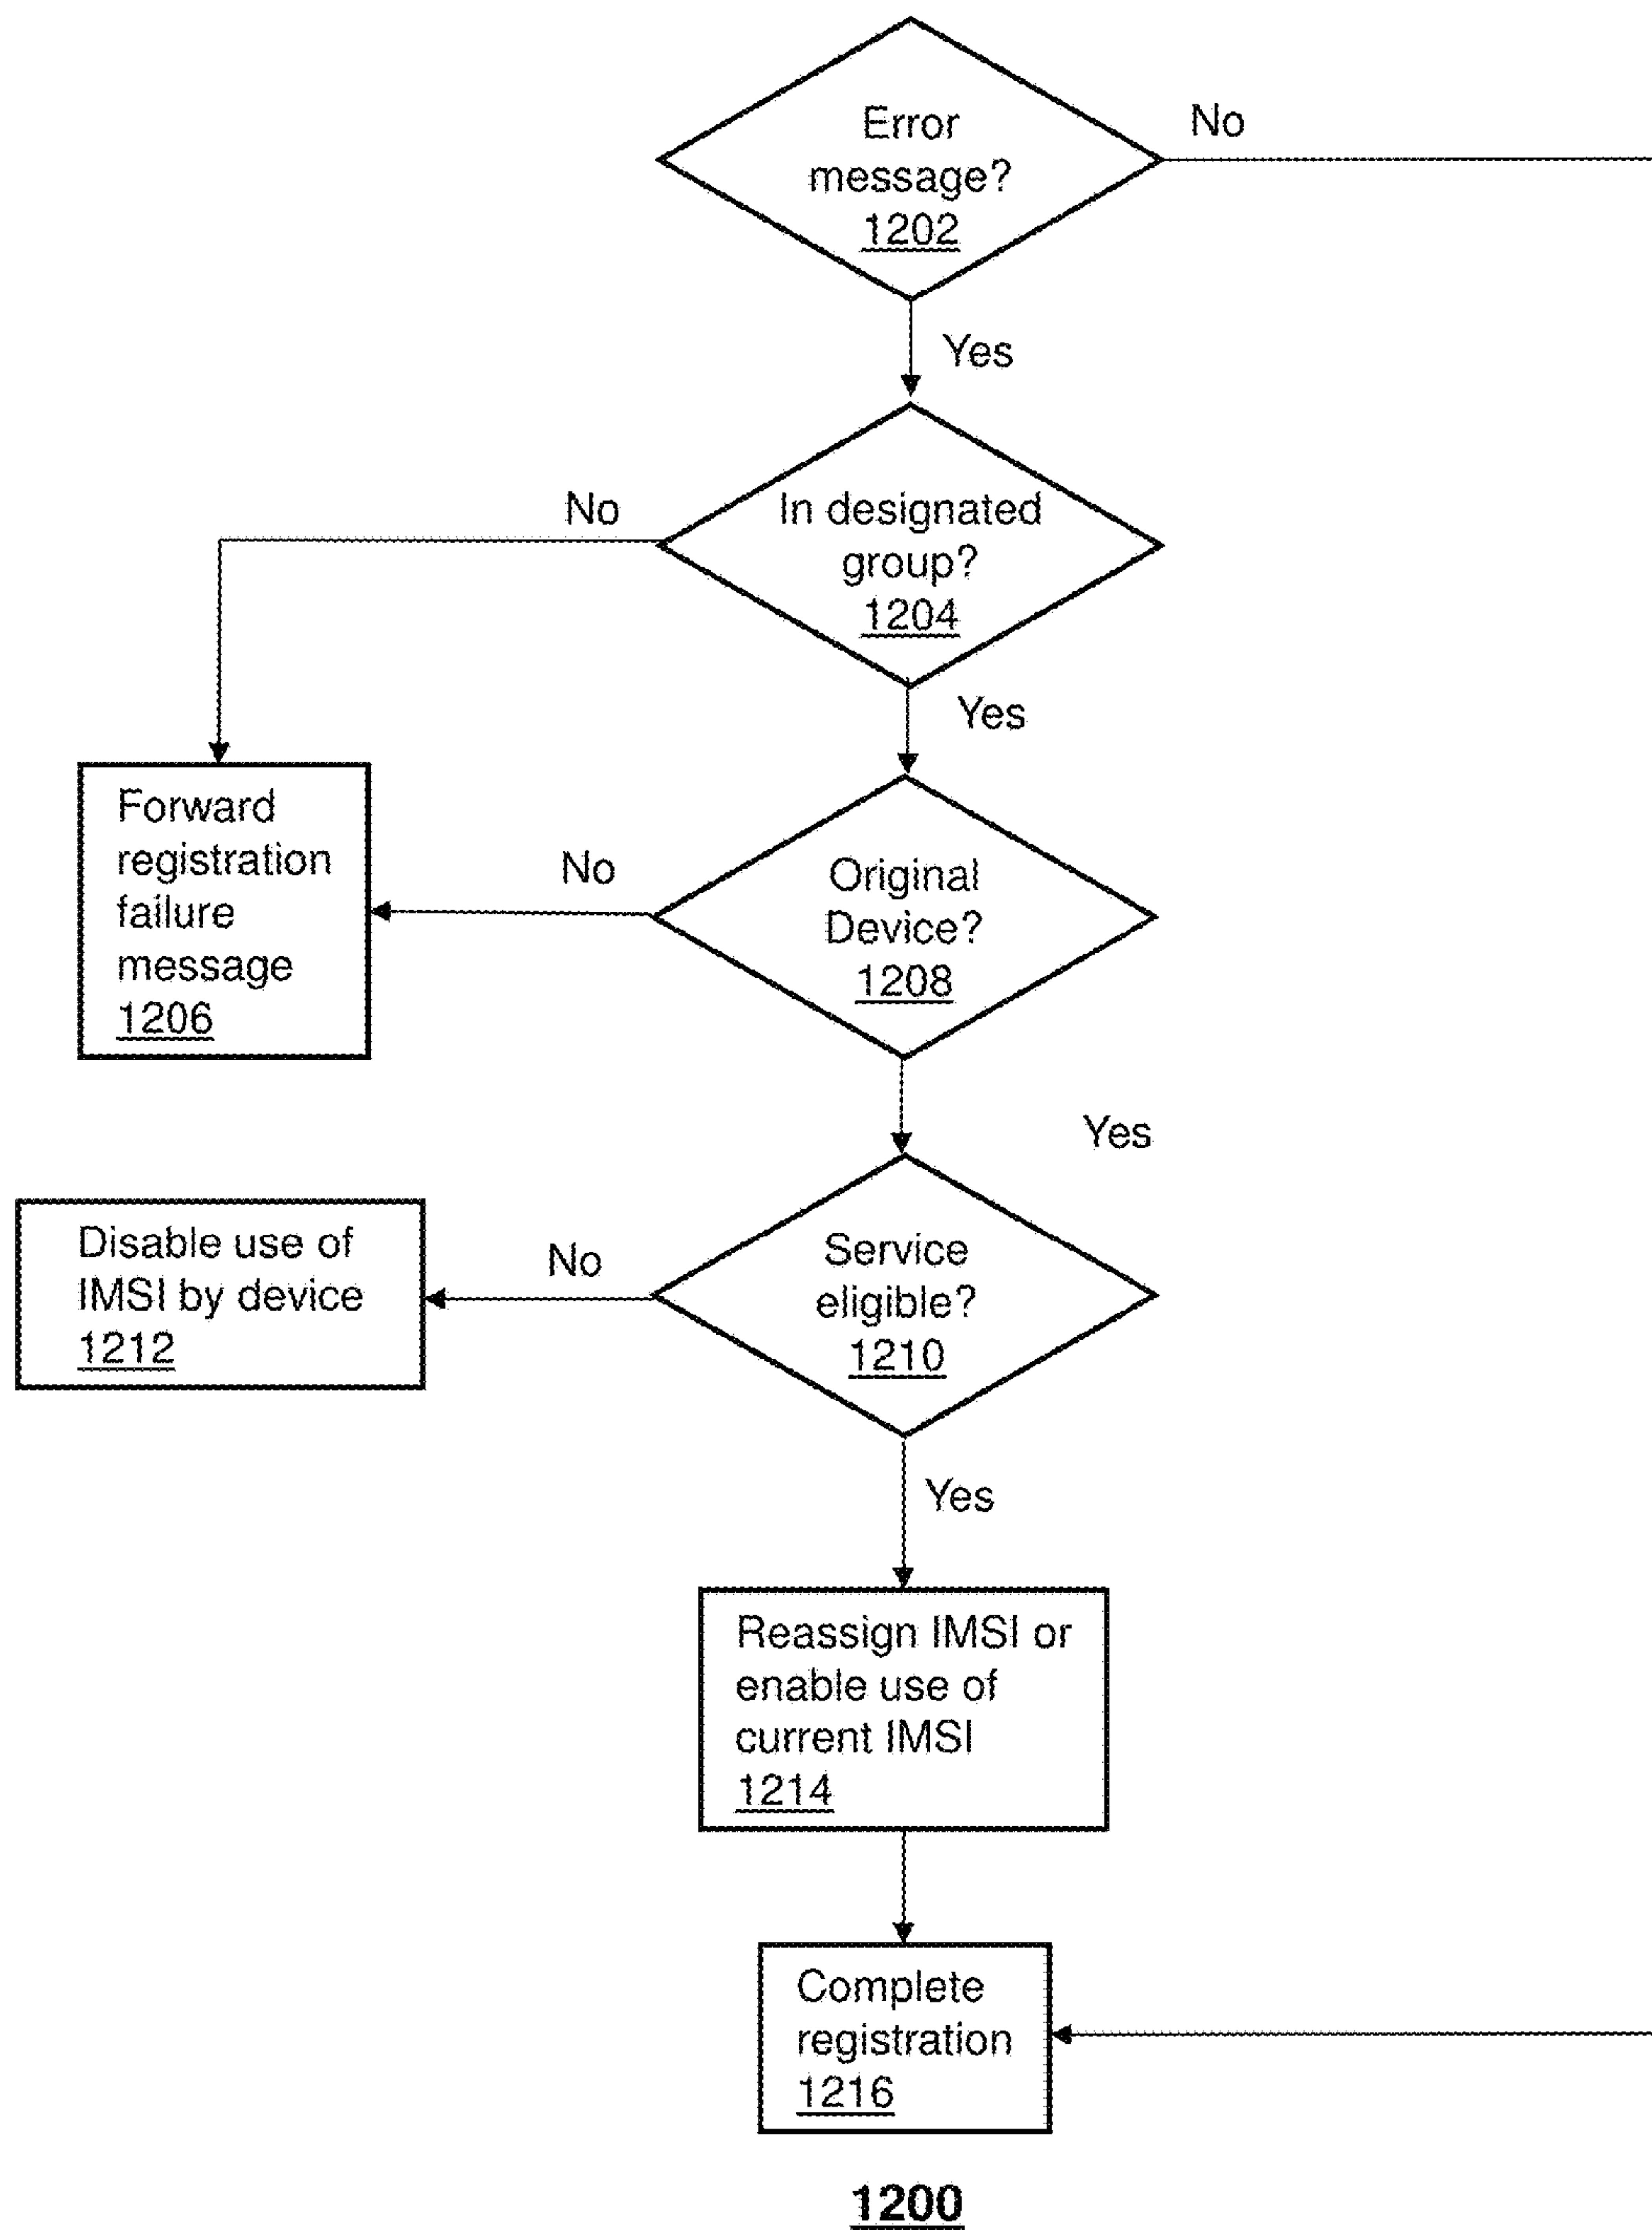 Error
message?
1202
No
Yes
In designated
group?
1204
No
Yes
Forward
registration
failure
message
1206
No
Original
Device?
1208
Yes
Disable use of
IMSI by device
1212
No
Service
eligible?
1210
Yes
Reassign IMSI or
enable use of
current IMSI
1214
Complete
registration
1216
1200